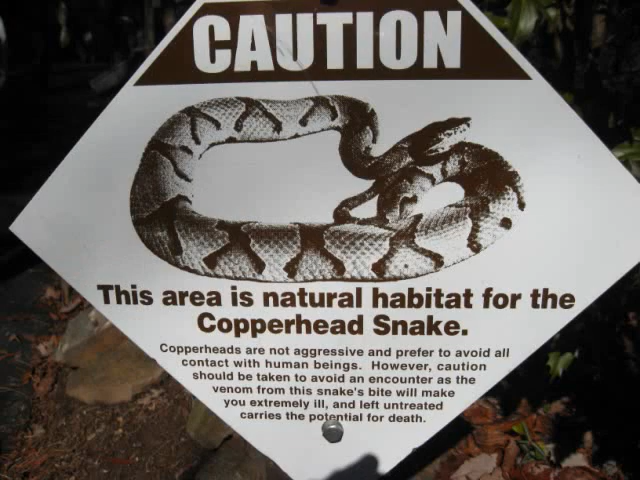 CAUTION
This area is natural habitat for the
Copperhead Snake.
Copperheads are not aggressive and prefer to avoid all
contact with human beings. However, caution
should be taken to avoid an encounter as the
venom from this snake's bite will make
you extremely ill, and left untreated
carries the potential for death.